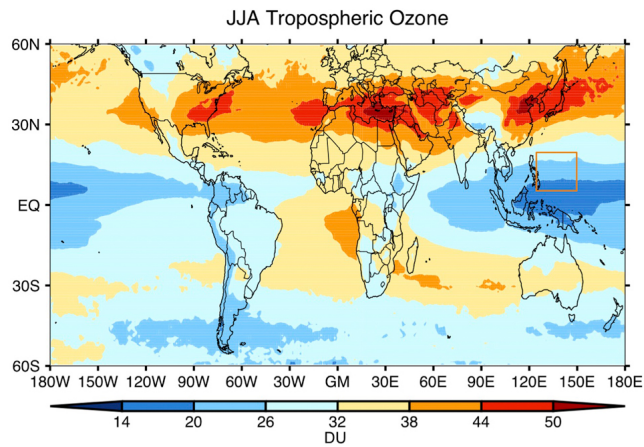 JJA Tropospheric Ozone
60N
30N
EQ
30S
60S
180W 150W 120W 90W 60W 30W GM 30E 60E 90E 120E 150E 180E
14 20 26 32 38 44 50
DU